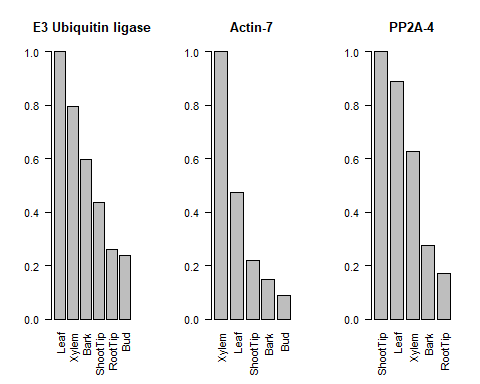 E3 Ubiquitin ligase
1.0
0.8
0.6
0.4
0.2
0.0
Leaf
Xylem
Bark
ShootTip
RootTip
Bud
Actin-7
1.0
0.8
0.6
0.4
0.2
0.0
Xylem
Leaf
ShootTip
Bark
Bud
PP2A-4
1.0
0.8
0.6
0.4
0.2
0.0
ShootTip
Leaf
Xylem
Bark
RootTip